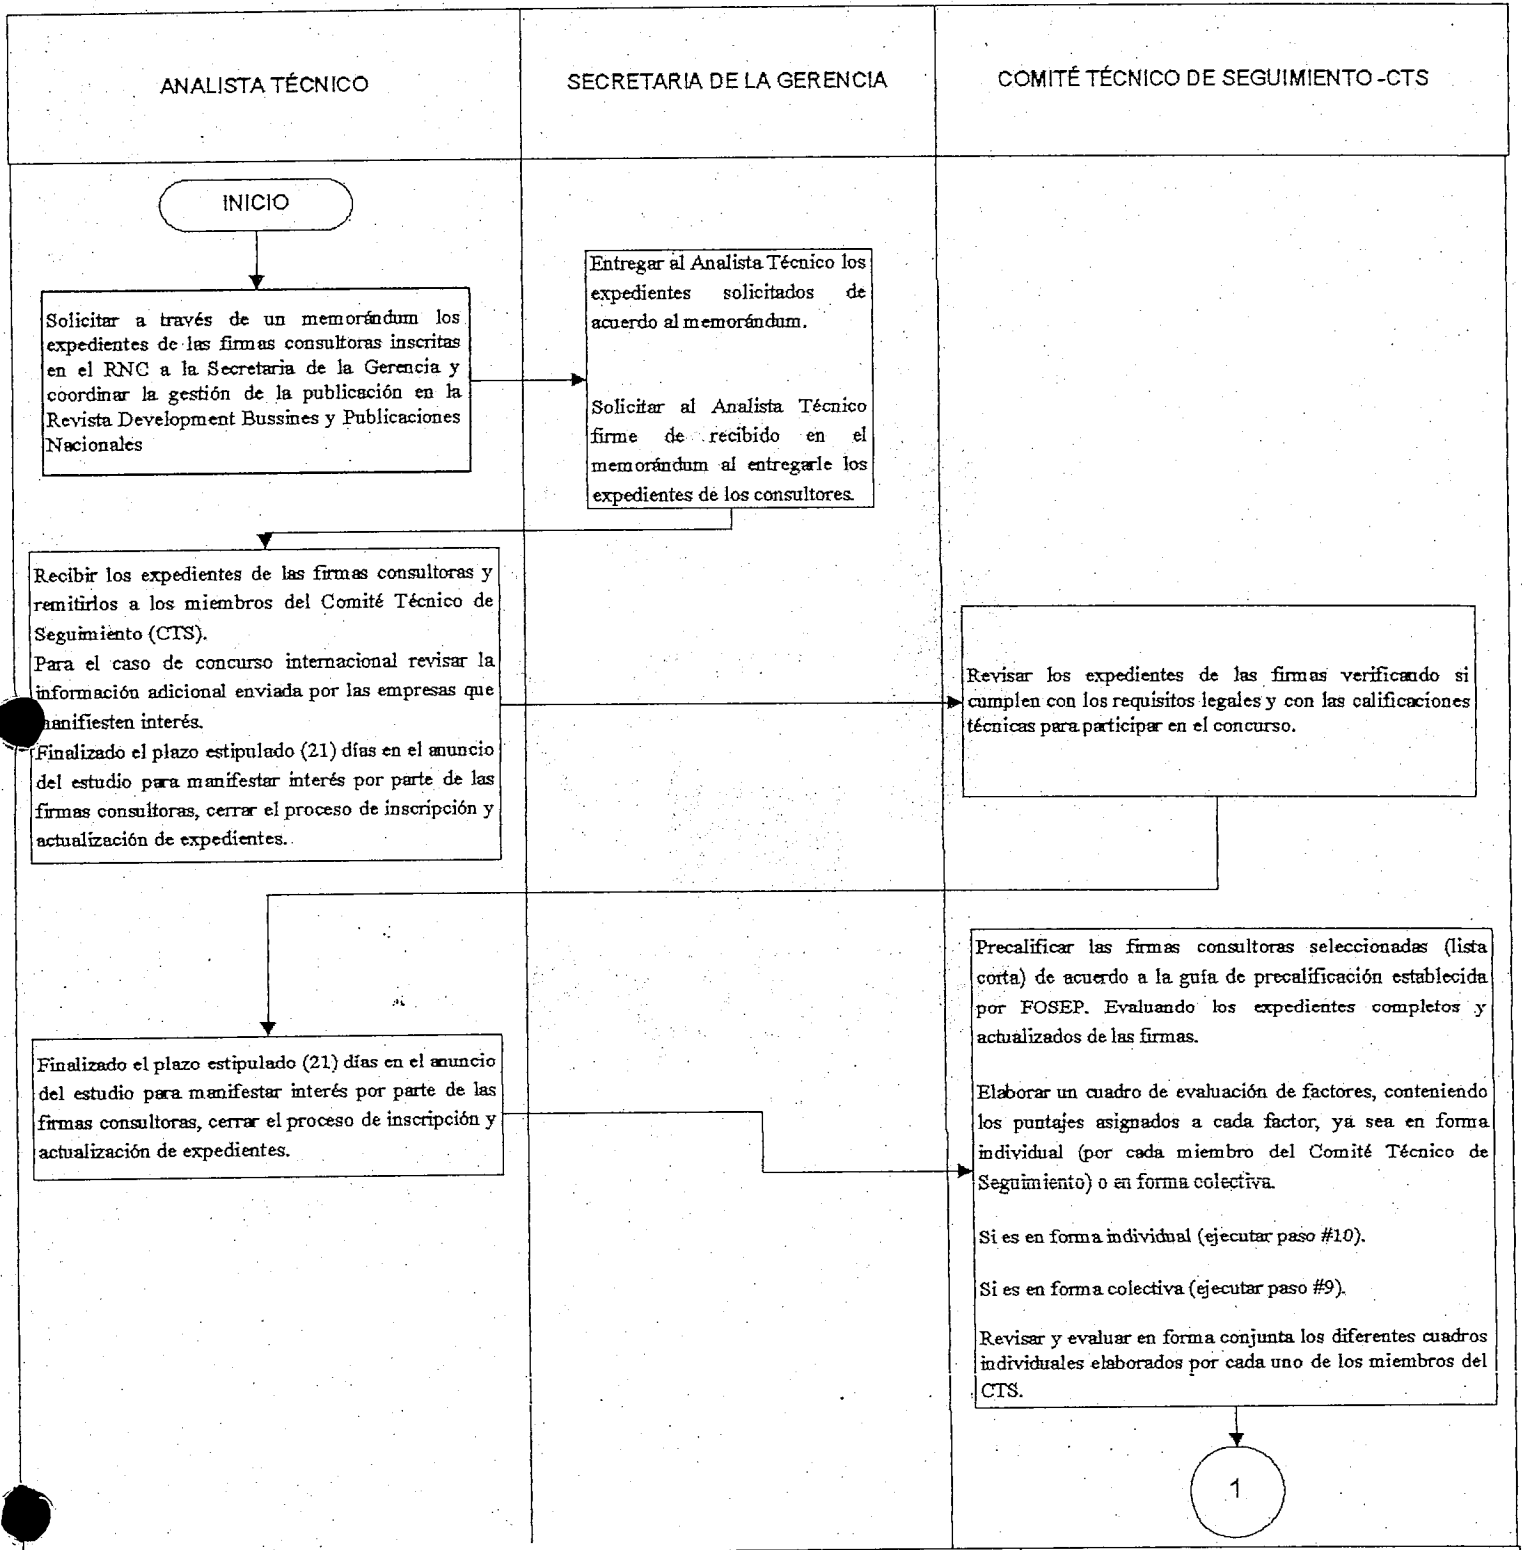 ANALISTA TÉCNICO
SECRETARIA DE LA GERENCIA
COMITÉ TÉCNICO DE SEGUIMIENTO -CTS
INICIO
Solicitar a través de un memorándum los
expedientes de las firmas consultoras inscritas
en el RNC a la Secretaria de la Gerencia y
coordinar la gestión de la publicación en la
Revista Development Bussines y Publicaciones
Nacionales
Entregar al Analista Técnico los
expedientes solicitados de
acuerdo al memorándum.
Solicitar al Analista Técnico
firme de recibido en el
memorándum al entregarle los
expedientes de los consultores.
Recibir los expedientes de las firmas consultoras y
remitirlos a los miembros del Comité Técnico de
Seguimiento (CTS).
Para el caso de concurso internacional revisar la
información adicional enviada por las empresas que
manifiesten interés.
Finalizado el plazo estipulado (21) días en el anuncio
del estudio para manifestar interés por parte de las
firmas consultoras, cerrar el proceso de inscripción y
actualización de expedientes.
Revisar los expedientes de las firmas verificando si
cumplen con los requisitos legales y con las calificaciones
técnicas para participar en el concurso.
Finalizado el plazo estipulado (21) días en el anuncio
del estudio para manifestar interés por parte de las
firmas consultoras, cerrar el proceso de inscripción y
actualización de expedientes.
Precalificar las firmas consultoras seleccionadas (lista
corta) de acuerdo a la guía de precalificación establecida
por FOSEP. Evaluando los expedientes completos y
actualizados de las firmas.
Elaborar un cuadro de evaluación de factores, conteniendo
los puntajes asignados a cada factor, ya sea en forma
individual (por cada miembro del Comité Técnico de
Seguimiento) o en forma colectiva.
Si es en forma individual (ejecutar paso #10).
Si es en forma colectiva (ejecutar paso #9).
Revisar y evaluar en forma conjunta los diferentes cuadros
individuales elaborados por cada uno de los miembros del
CTS.
1